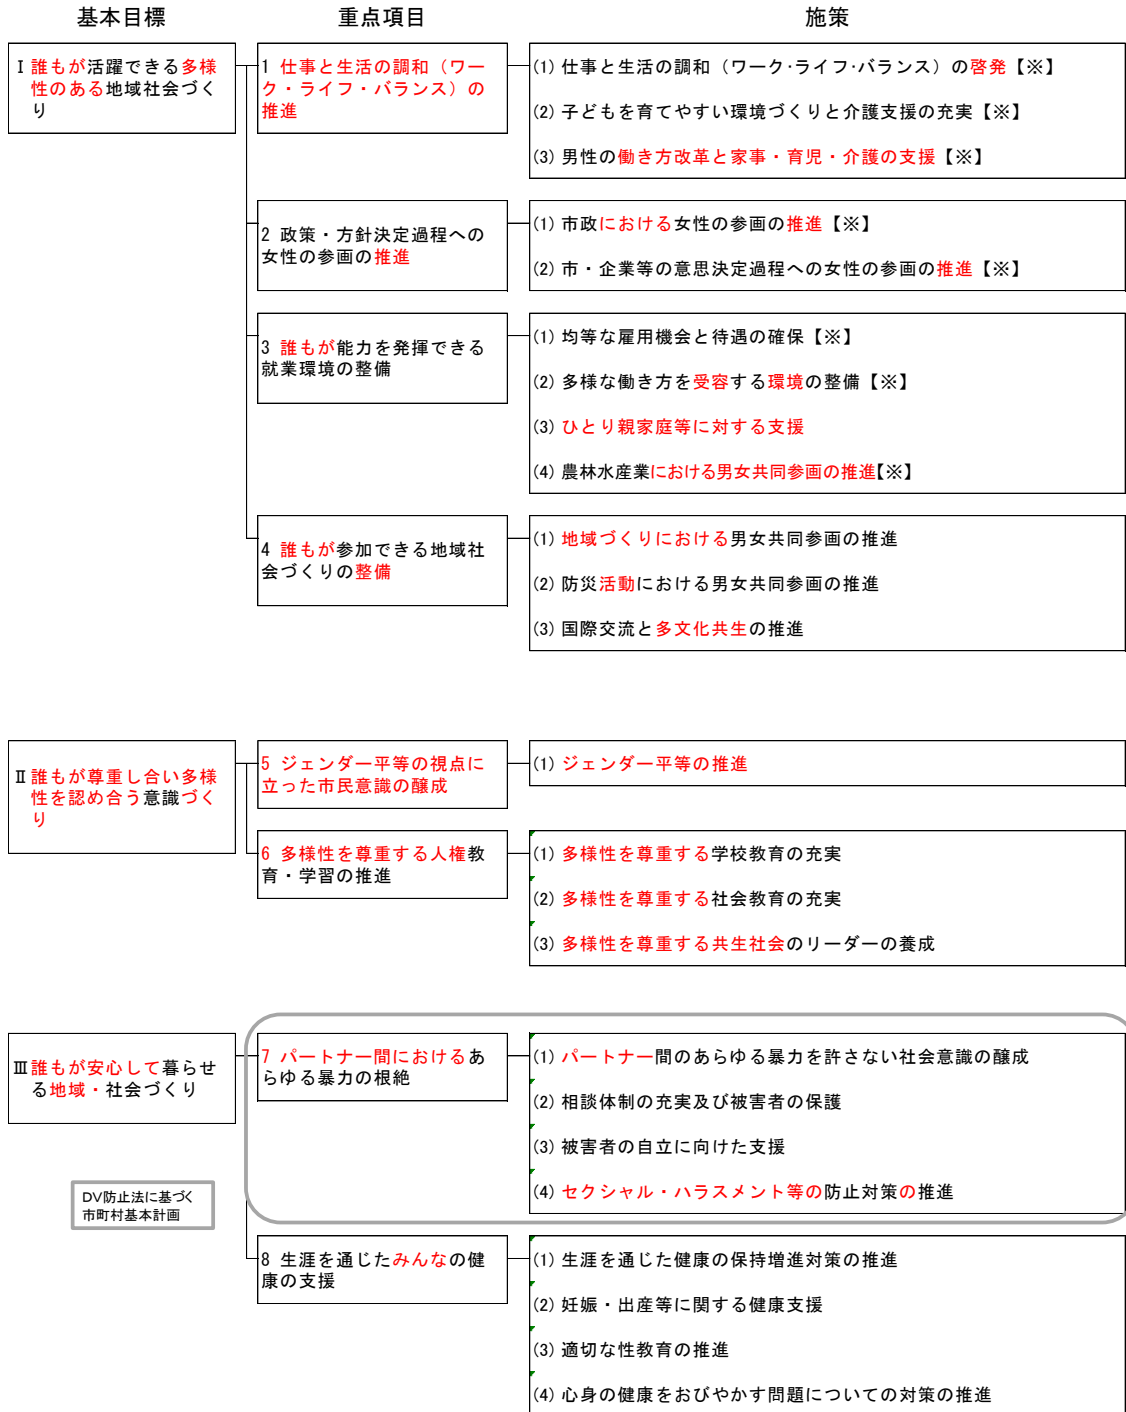 基本目標
重点項目
施策
Ⅰ 誰もが活躍できる多様
性のある地域社会づく
り
1 仕事と生活の調和（ワー
ク・ライフ・バランス）の
推進
(1) 仕事と生活の調和（ワーク･ライフ･バランス）の啓発【※】
(2) 子どもを育てやすい環境づくりと介護支援の充実【※】
(3) 男性の働き方改革と家事・育児・介護の支援【※】
2 政策・方針決定過程への
女性の参画の推進
(1) 市政における女性の参画の推進【※】
(2) 市・企業等の意思決定過程への女性の参画の推進【※】
3 誰もが能力を発揮できる
就業環境の整備
(1) 均等な雇用機会と待遇の確保【※】
(2) 多様な働き方を受容する環境の整備【※】
(3) ひとり親家庭等に対する支援
(4) 農林水産業における男女共同参画の推進【※】
4 誰もが参加できる地域社
会づくりの整備
(1) 地域づくりにおける男女共同参画の推進
(2) 防災活動における男女共同参画の推進
(3) 国際交流と多文化共生の推進
Ⅱ 誰もが尊重し合い多様
性を認め合う意識づく
り
5 ジェンダー平等の視点に
立った市民意識の醸成
(1) ジェンダー平等の推進
6 多様性を尊重する人権教
育・学習の推進
(1) 多様性を尊重する学校教育の充実
(2) 多様性を尊重する社会教育の充実
(3) 多様性を尊重する共生社会のリーダーの養成
Ⅲ 誰もが安心して暮らせ
る地域・社会づくり
7 パートナー間におけるあ
らゆる暴力の根絶
(1) パートナー間のあらゆる暴力を許さない社会意識の醸成
(2) 相談体制の充実及び被害者の保護
(3) 被害者の自立に向けた支援
(4) セクシャル・ハラスメント等の防止対策の推進
DV防止法に基づく
市町村基本計画
8 生涯を通じたみんなの健
康の支援
(1) 生涯を通じた健康の保持増進対策の推進
(2) 妊娠・出産等に関する健康支援
(3) 適切な性教育の推進
(4) 心身の健康をおびやかす問題についての対策の推進